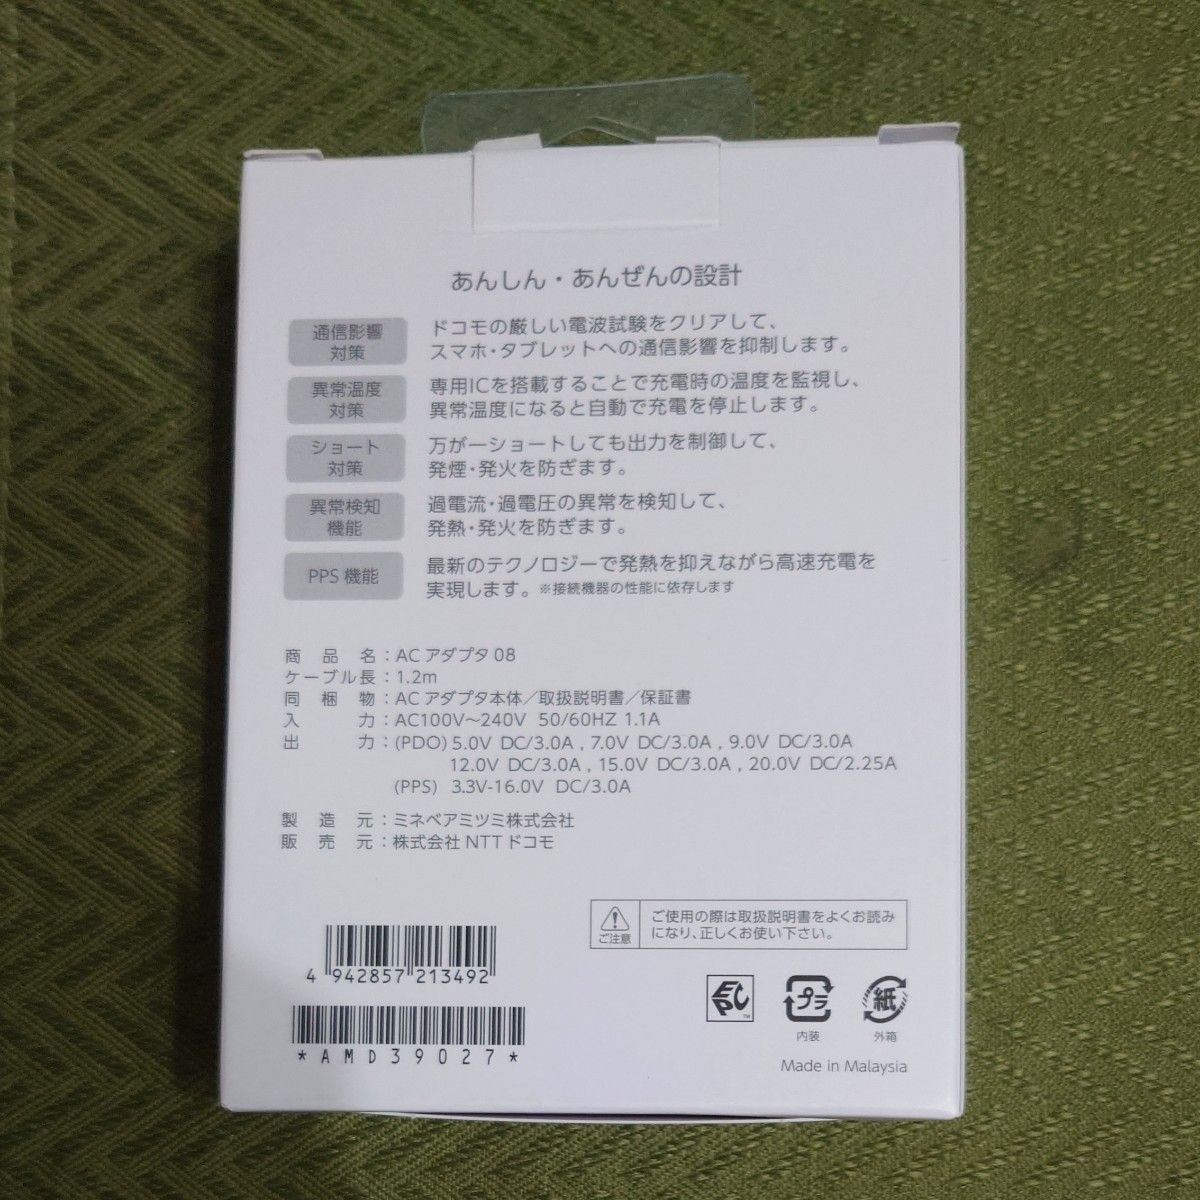 あんしん・あんぜんの設計
通信影響
対策
ドコモの厳しい電波試験をクリアして、
スマホ・タブレットへの通信影響を抑制します。
異常温度
対策
専用ICを搭載することで充電時の温度を監視し、
異常温度になると自動で充電を停止します。
ショート
対策
万が一ショートしても出力を制御して、
発煙・発火を防ぎます。
異常検知
機能
過電流・過電圧の異常を検知して、
発熱・発火を防ぎます。
PPS 機能
最新のテクノロジーで発熱を抑えながら高速充電を
実現します。※接続機器の性能に依存します
商品名：AC アダプタ 08
ケーブル長：1.2m
同梱物：AC アダプタ本体／取扱説明書／保証書
入力：AC100V〜240V 50/60HZ 1.1A
出力：(PDO) 5.0V DC/3.0A , 7.0V DC/3.0A , 9.0V DC/3.0A
12.0V DC/3.0A , 15.0V DC/3.0A , 20.0V DC/2.25A
(PPS) 3.3V-16.0V DC/3.0A
製造元：ミネベアミツミ株式会社
販売元：株式会社 NTT ドコモ
ご注意
ご使用の際は取扱説明書をよくお読み
になり、正しくお使い下さい。
4 942857 213492
*AMD39027*
EPC TM
プラ
内装
紙
外箱
Made in Malaysia